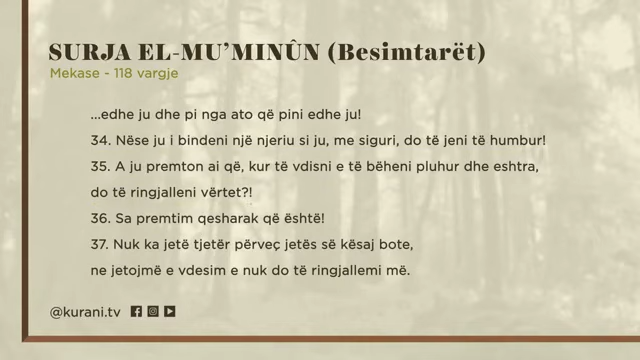 SURJA EL-MU’MINÛN (Besimtarët)
Mekase - 118 vargje
...edhe ju dhe pi nga ato që pini edhe ju!
34. Nëse ju i bindeni një njeriu si ju, me siguri, do të jeni të humbur!
35. A ju premton ai që, kur të vdisni e të bëheni pluhur dhe eshtra,
do të ringjalleni vërtet?!
36. Sa premtim qesharak që është!
37. Nuk ka jetë tjetër përveç jetës së kësaj bote,
ne jetojmë e vdesim e nuk do të ringjallemi më.
@kurani.tv